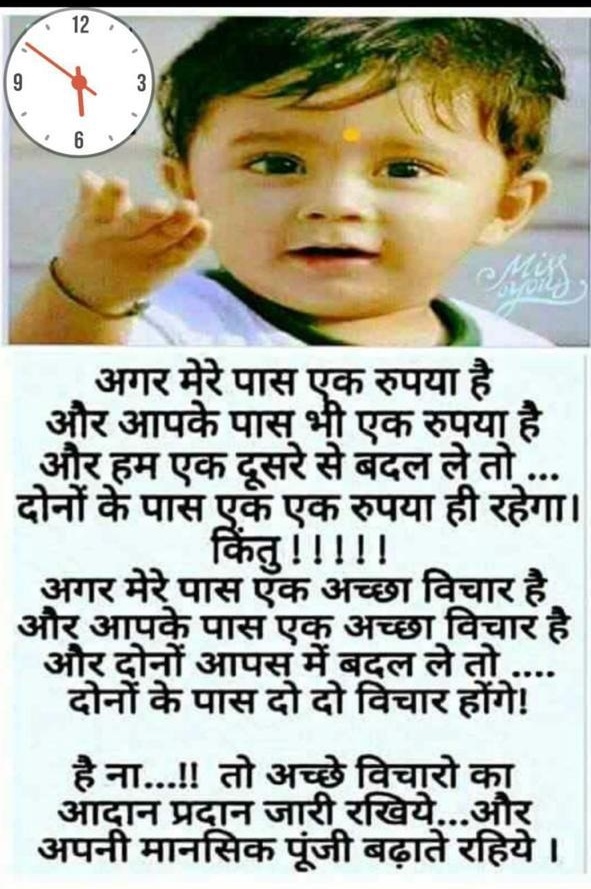 12
9
3
6
Miss
you
अगर मेरे पास एक रुपया है
और आपके पास भी एक रुपया है
और हम एक दूसरे से बदल ले तो ...
दोनों के पास एक एक रुपया ही रहेगा।
किंतु !!!!!
अगर मेरे पास एक अच्छा विचार है
और आपके पास एक अच्छा विचार है
और दोनों आपस में बदल ले तो ....
दोनों के पास दो दो विचार होंगे!
है ना...!! तो अच्छे विचारो का
आदान प्रदान जारी रखिये...और
अपनी मानसिक पूंजी बढ़ाते रहिये ।